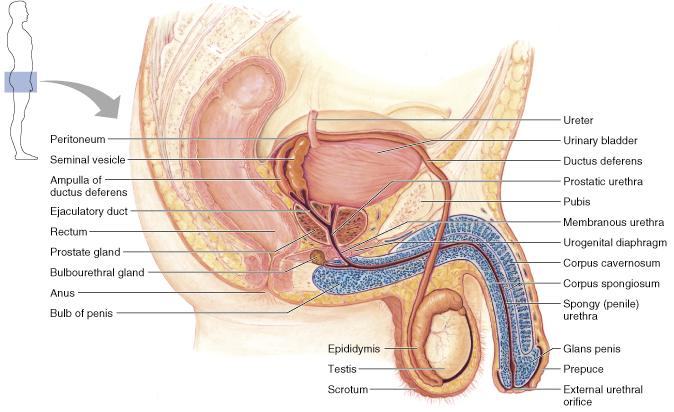 Peritoneum
Seminal vesicle
Ampulla of
ductus deferens
Ejaculatory duct
Rectum
Prostate gland
Bulbourethral gland
Anus
Bulb of penis
Ureter
Urinary bladder
Ductus deferens
Prostatic urethra
Pubis
Membranous urethra
Urogenital diaphragm
Corpus cavernosum
Corpus spongiosum
Spongy (penile)
urethra
Epididymis
Testis
Scrotum
Glans penis
Prepuce
External urethral
orifice